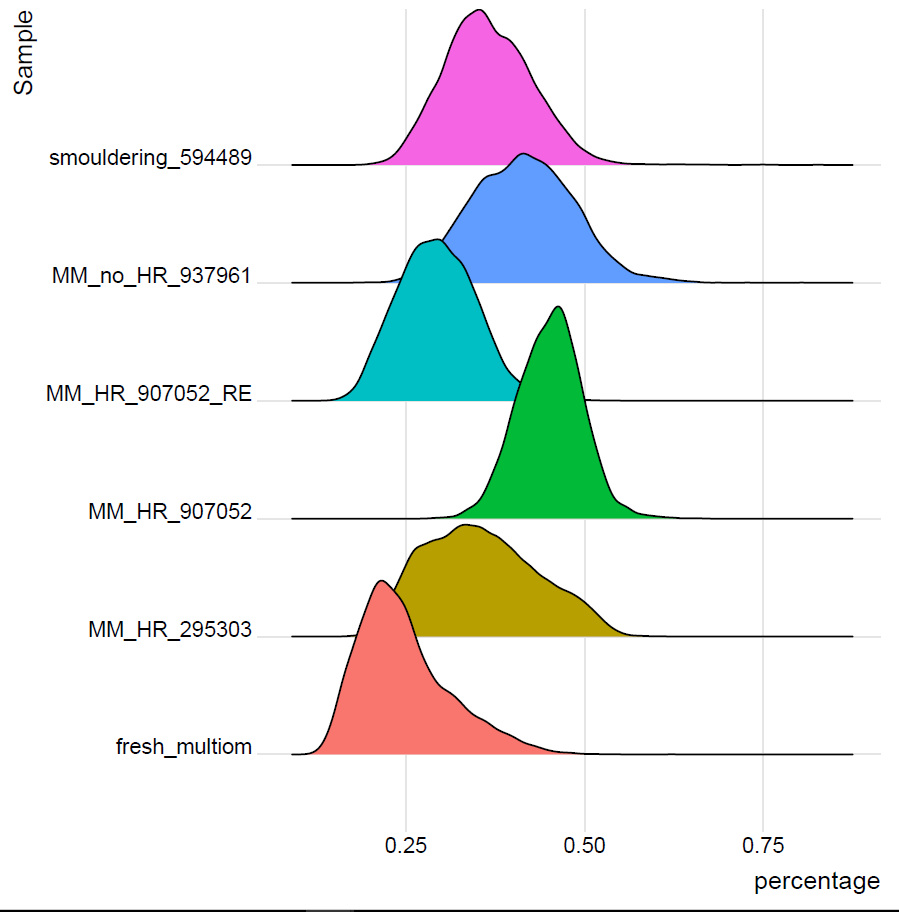 Sample
smouldering_594489
MM_no_HR_937961
MM_HR_907052_RE
MM_HR_907052
MM_HR_295303
fresh_multiom
0.25 0.50 0.75
percentage